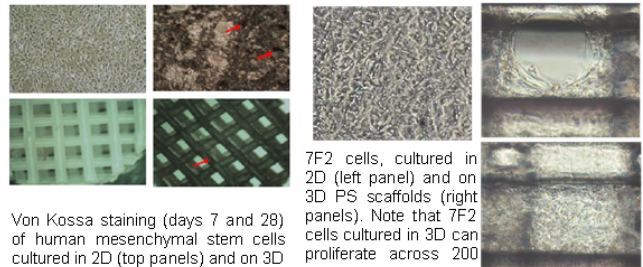 Von Kossa staining (days 7 and 28)
of human mesenchymal stem cells
cultured in 2D (top panels) and on 3D
7F2 cells, cultured in
2D (left panel) and on
3D PS scaffolds (right
panels). Note that 7F2
cells cultured in 3D can
proliferate across 200